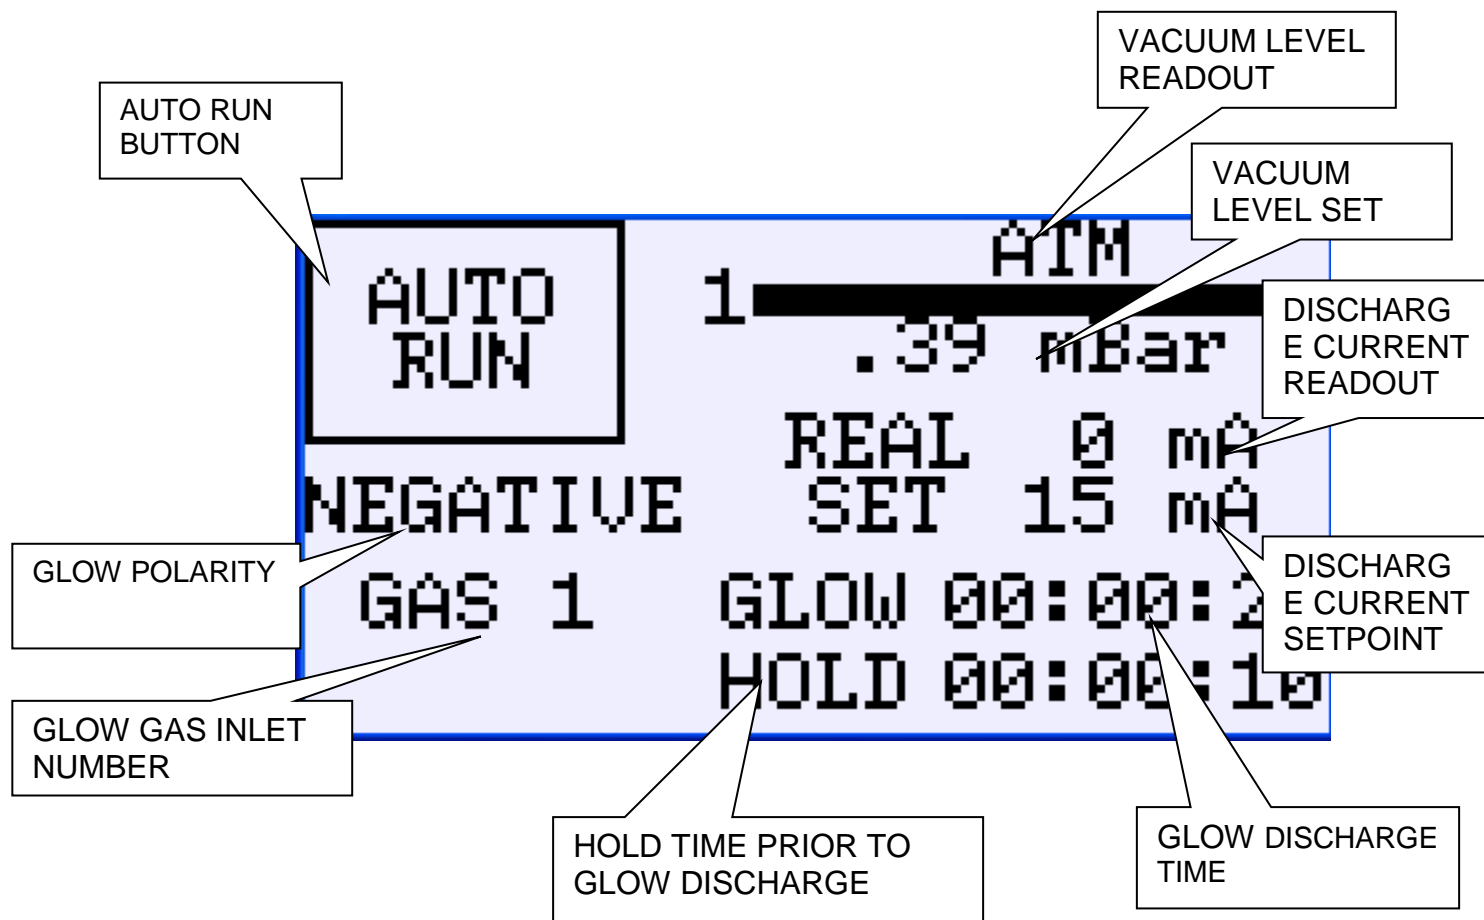 VACUUM LEVEL
READOUT
AUTO RUN
BUTTON
VACUUM
LEVEL SET
ATM
AUTO
RUN
1
.39 mBar
DISCHARG
E CURRENT
READOUT
REAL 0 mA
NEGATIVE
SET 15 mA
GLOW POLARITY
DISCHARG
E CURRENT
SETPOINT
GAS 1
GLOW 00:00:2
HOLD 00:00:10
GLOW GAS INLET
NUMBER
HOLD TIME PRIOR TO
GLOW DISCHARGE
GLOW DISCHARGE
TIME